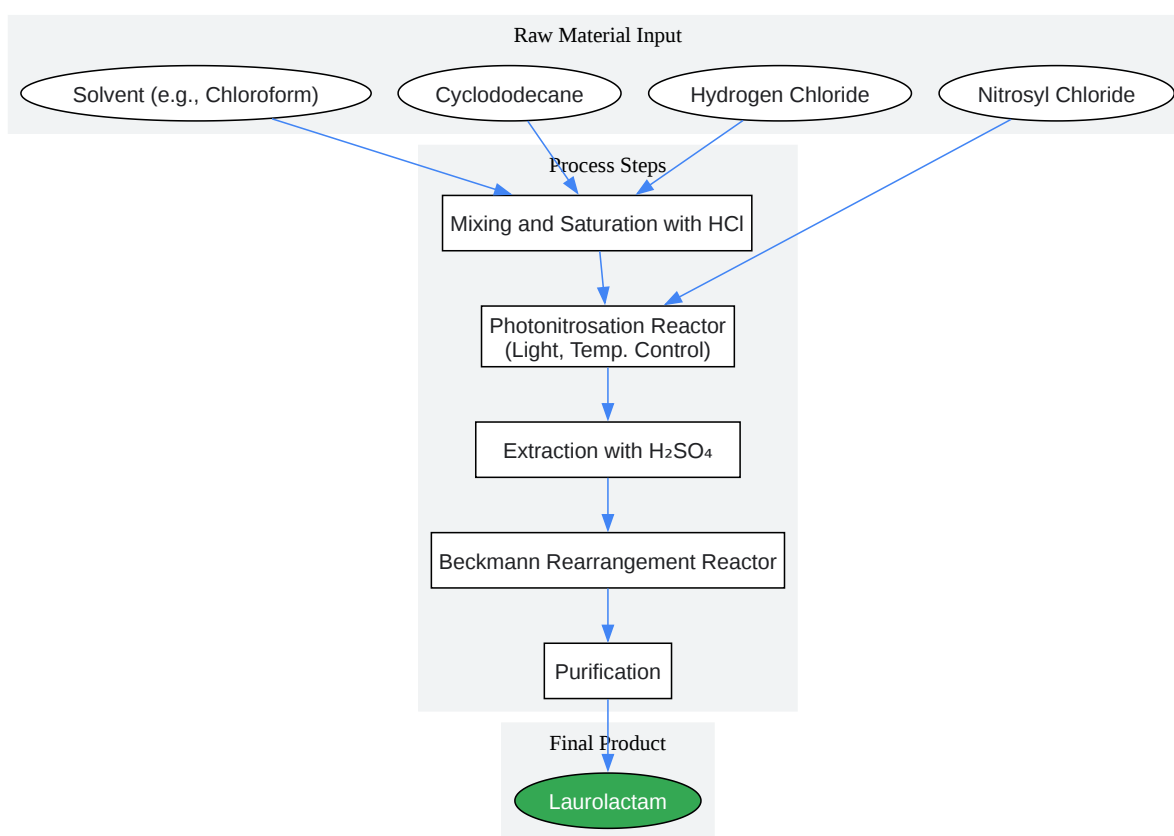 Raw Material Input
Solvent (e.g., Chloroform)
Cyclododecane
Hydrogen Chloride
Nitrosyl Chloride
Process Steps
Mixing and Saturation with HCl
Photonitrosation Reactor
(Light, Temp. Control)
Extraction with H₂SO₄
Beckmann Rearrangement Reactor
Purification
Final Product
Laurolactam